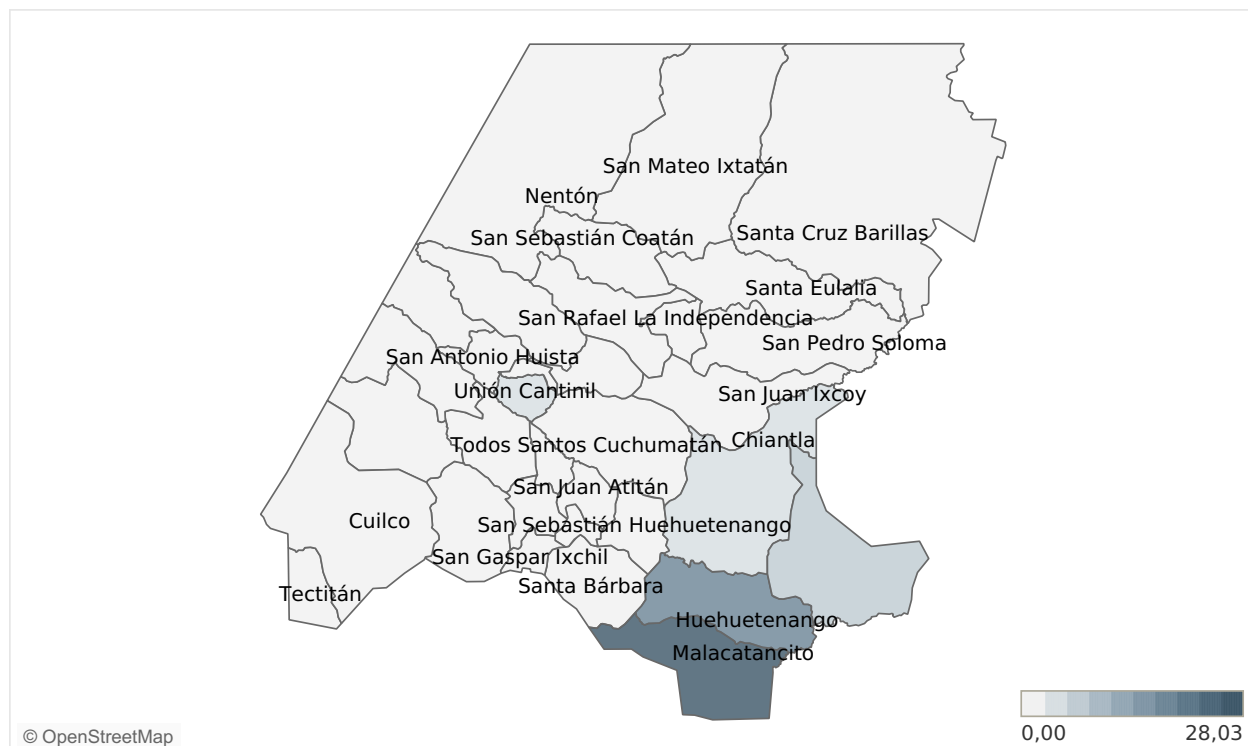 San Mateo Ixtatán
Nentón
San Sebastián Coatán
Santa Cruz Barillas
Santa Eulalia
San Rafael La Independencia
San Pedro Soloma
San Antonio Huista
Unión Cantinil
San Juan Ixcoy
Chiantla
Todos Santos Cuchumatán
San Juan Atitán
Cuilco
San Sebastián Huehuetenango
San Gaspar Ixchil
Santa Bárbara
Tectitán
Huehuetenango
Malacatancito
0,00
28,03
© OpenStreetMap